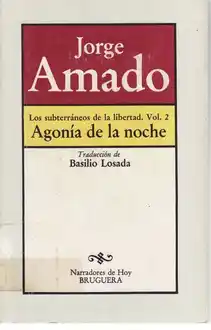 Jorge
Amado
Los subterráneos de la libertad. Vol. 2
Agonía de la noche
Traducción de
Basilio Losada
Narradores de Hoy
BRUGUERA